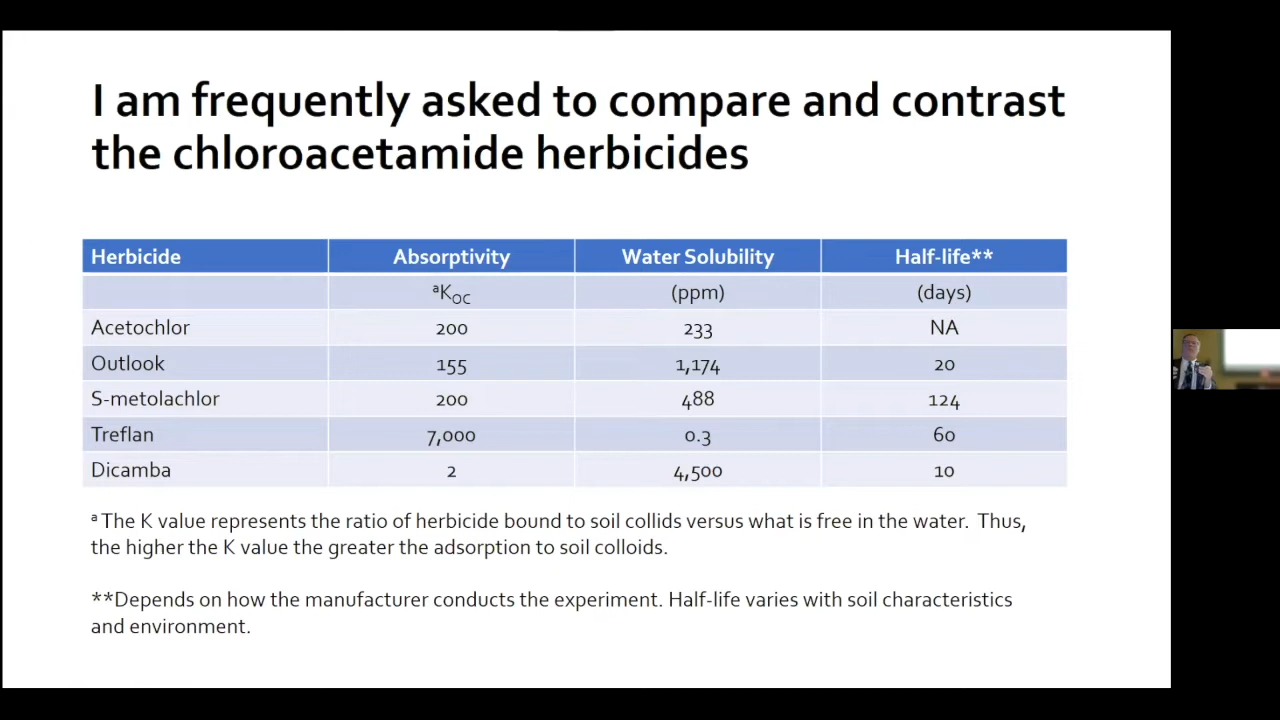 I am frequently asked to compare and contrast
the chloroacetamide herbicides
Herbicide Absorptivity Water Solubility Half-life**
ᵃK_OC (ppm) (days)
Acetochlor 200 233 NA
Outlook 155 1,174 20
S-metolachlor 200 488 124
Treflan 7,000 0.3 60
Dicamba 2 4,500 10
ᵃ The K value represents the ratio of herbicide bound to soil collids versus what is free in the water. Thus,
the higher the K value the greater the adsorption to soil colloids.
**Depends on how the manufacturer conducts the experiment. Half-life varies with soil characteristics
and environment.